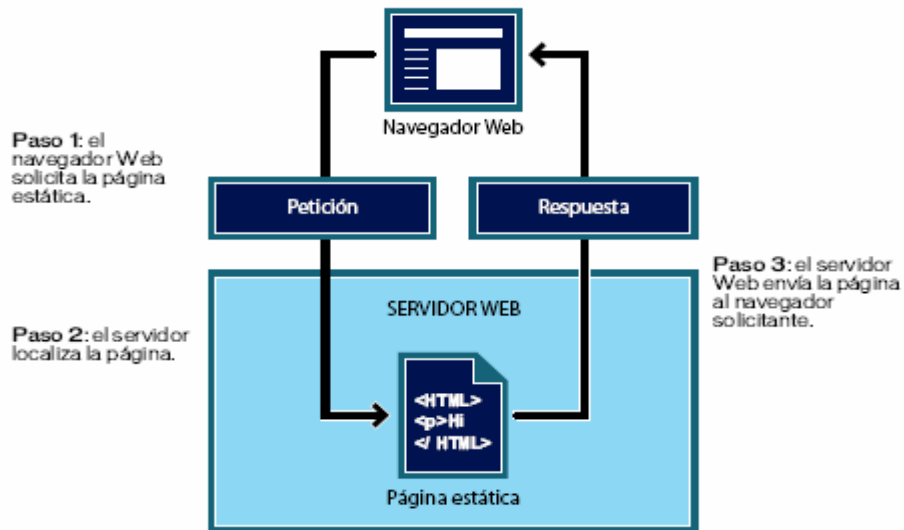 Navegador Web
Paso 1: el
navegador Web
solicita la página
estática.
Petición
Respuesta
Paso 2: el servidor
localiza la página.
SERVIDOR WEB
<HTML>
<p>Hi
</ HTML>
Página estática
Paso 3: el servidor
Web envía la página
al navegador
solicitante.